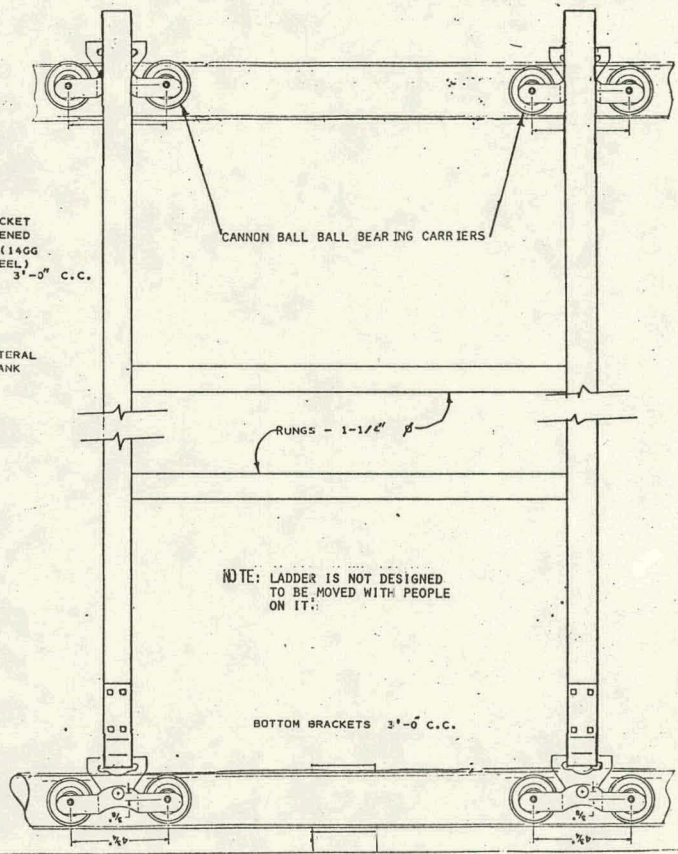 CANNON BALL BALL BEARING CARRIERS
CKET
ENED
(14GG
EEL)
3'-0" C.C.
TERAL
ANK
RUNGS - 1-1/4" Ø
NOTE: LADDER IS NOT DESIGNED
TO BE MOVED WITH PEOPLE
ON IT.
BOTTOM BRACKETS 3'-0" C.C.